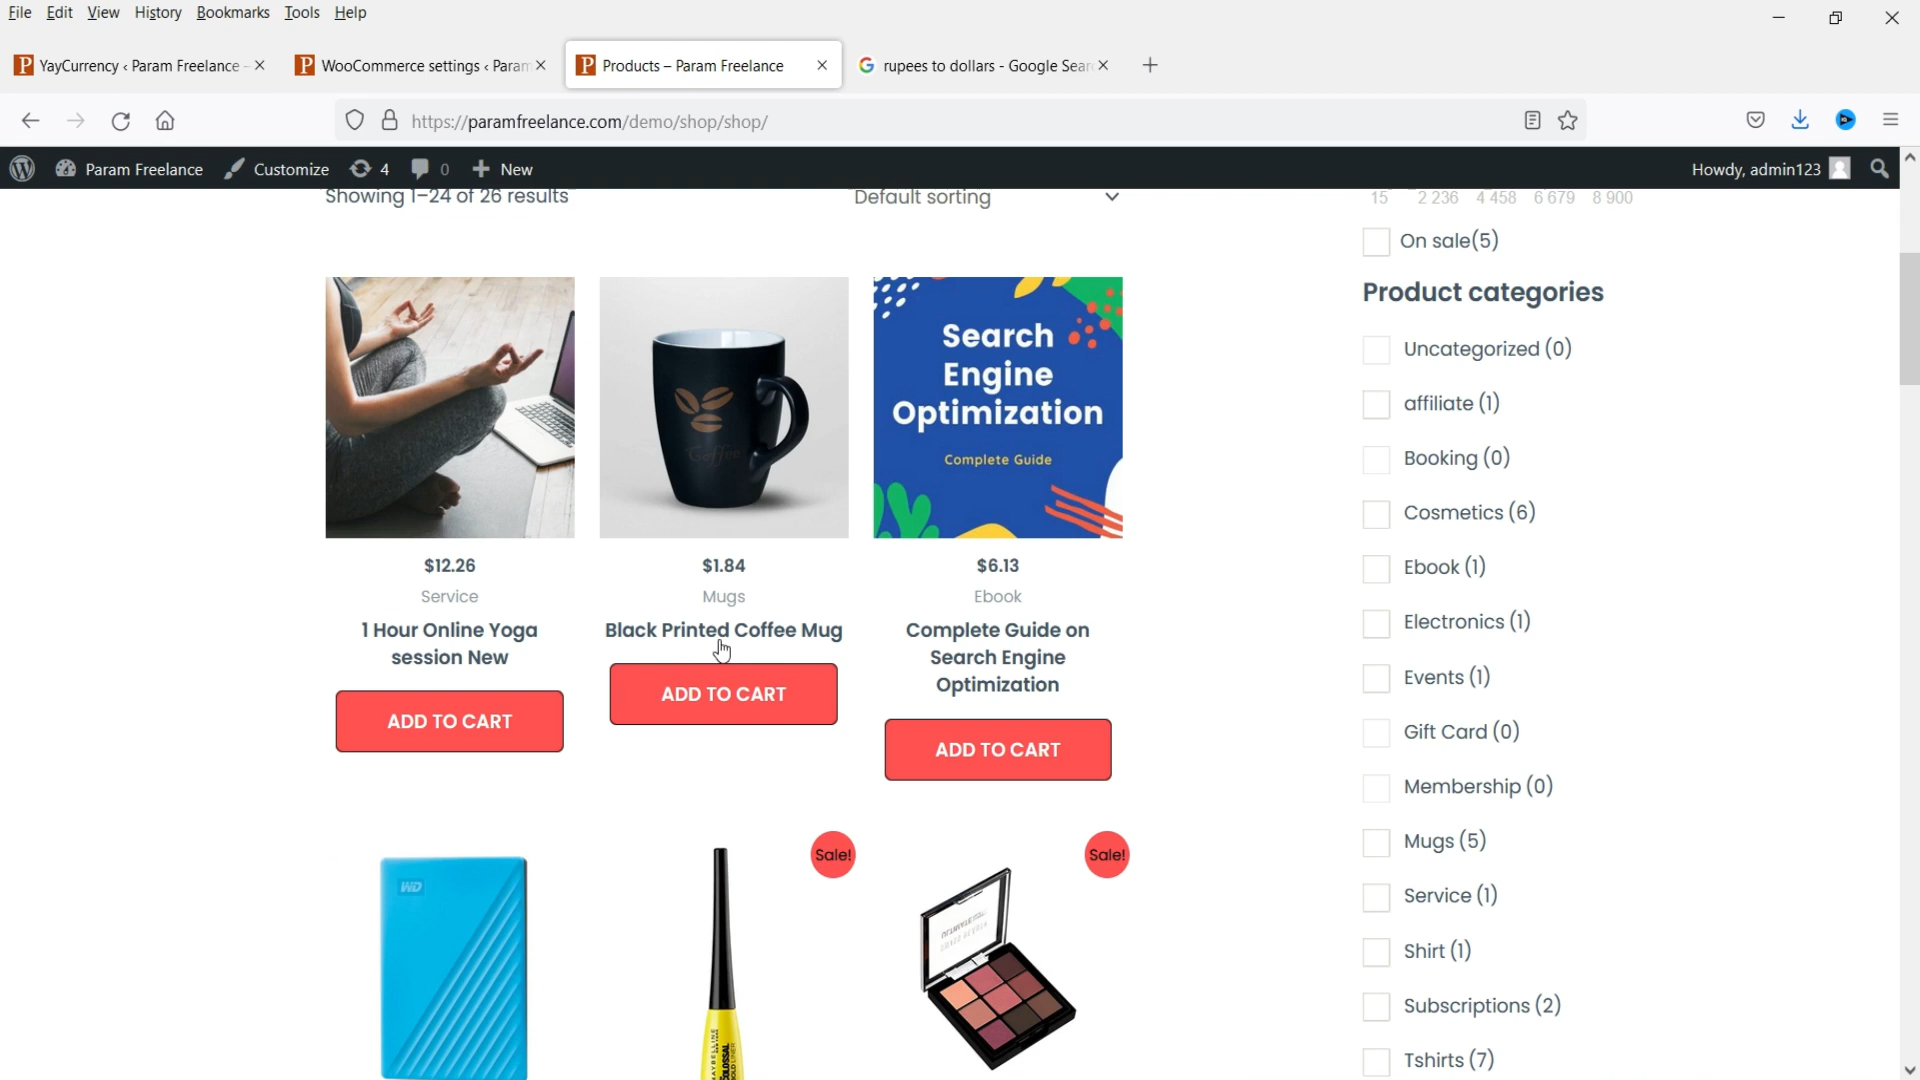 File Edit View History Bookmarks Tools Help
YayCurrency ‹ Param Freelance –
WooCommerce settings ‹ Param
Products – Param Freelance
rupees to dollars - Google Sear
https://paramfreelance.com/demo/shop/shop/
Param Freelance Customize 4 0 New
Howdy, admin123
Showing 1–24 of 26 results
Default sorting
15 2 236 4 458 6 679 8 900
On sale(5)
Product categories
Uncategorized (0)
affiliate (1)
Booking (0)
Cosmetics (6)
Ebook (1)
Electronics (1)
Events (1)
Gift Card (0)
Membership (0)
Mugs (5)
Service (1)
Shirt (1)
Subscriptions (2)
Tshirts (7)
Coffee
Search
Engine
Optimization
Complete Guide
$12.26
Service
1 Hour Online Yoga
session New
ADD TO CART
$1.84
Mugs
Black Printed Coffee Mug
ADD TO CART
$6.13
Ebook
Complete Guide on
Search Engine
Optimization
ADD TO CART
WD
Sale!
Sale!